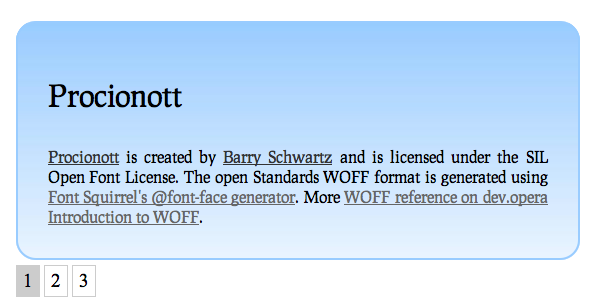 Procionott
Procionott is created by Barry Schwartz and is licensed under the SIL
Open Font License. The open Standards WOFF format is generated using
Font Squirrel's @font-face generator. More WOFF reference on dev.opera
Introduction to WOFF.
1 2 3